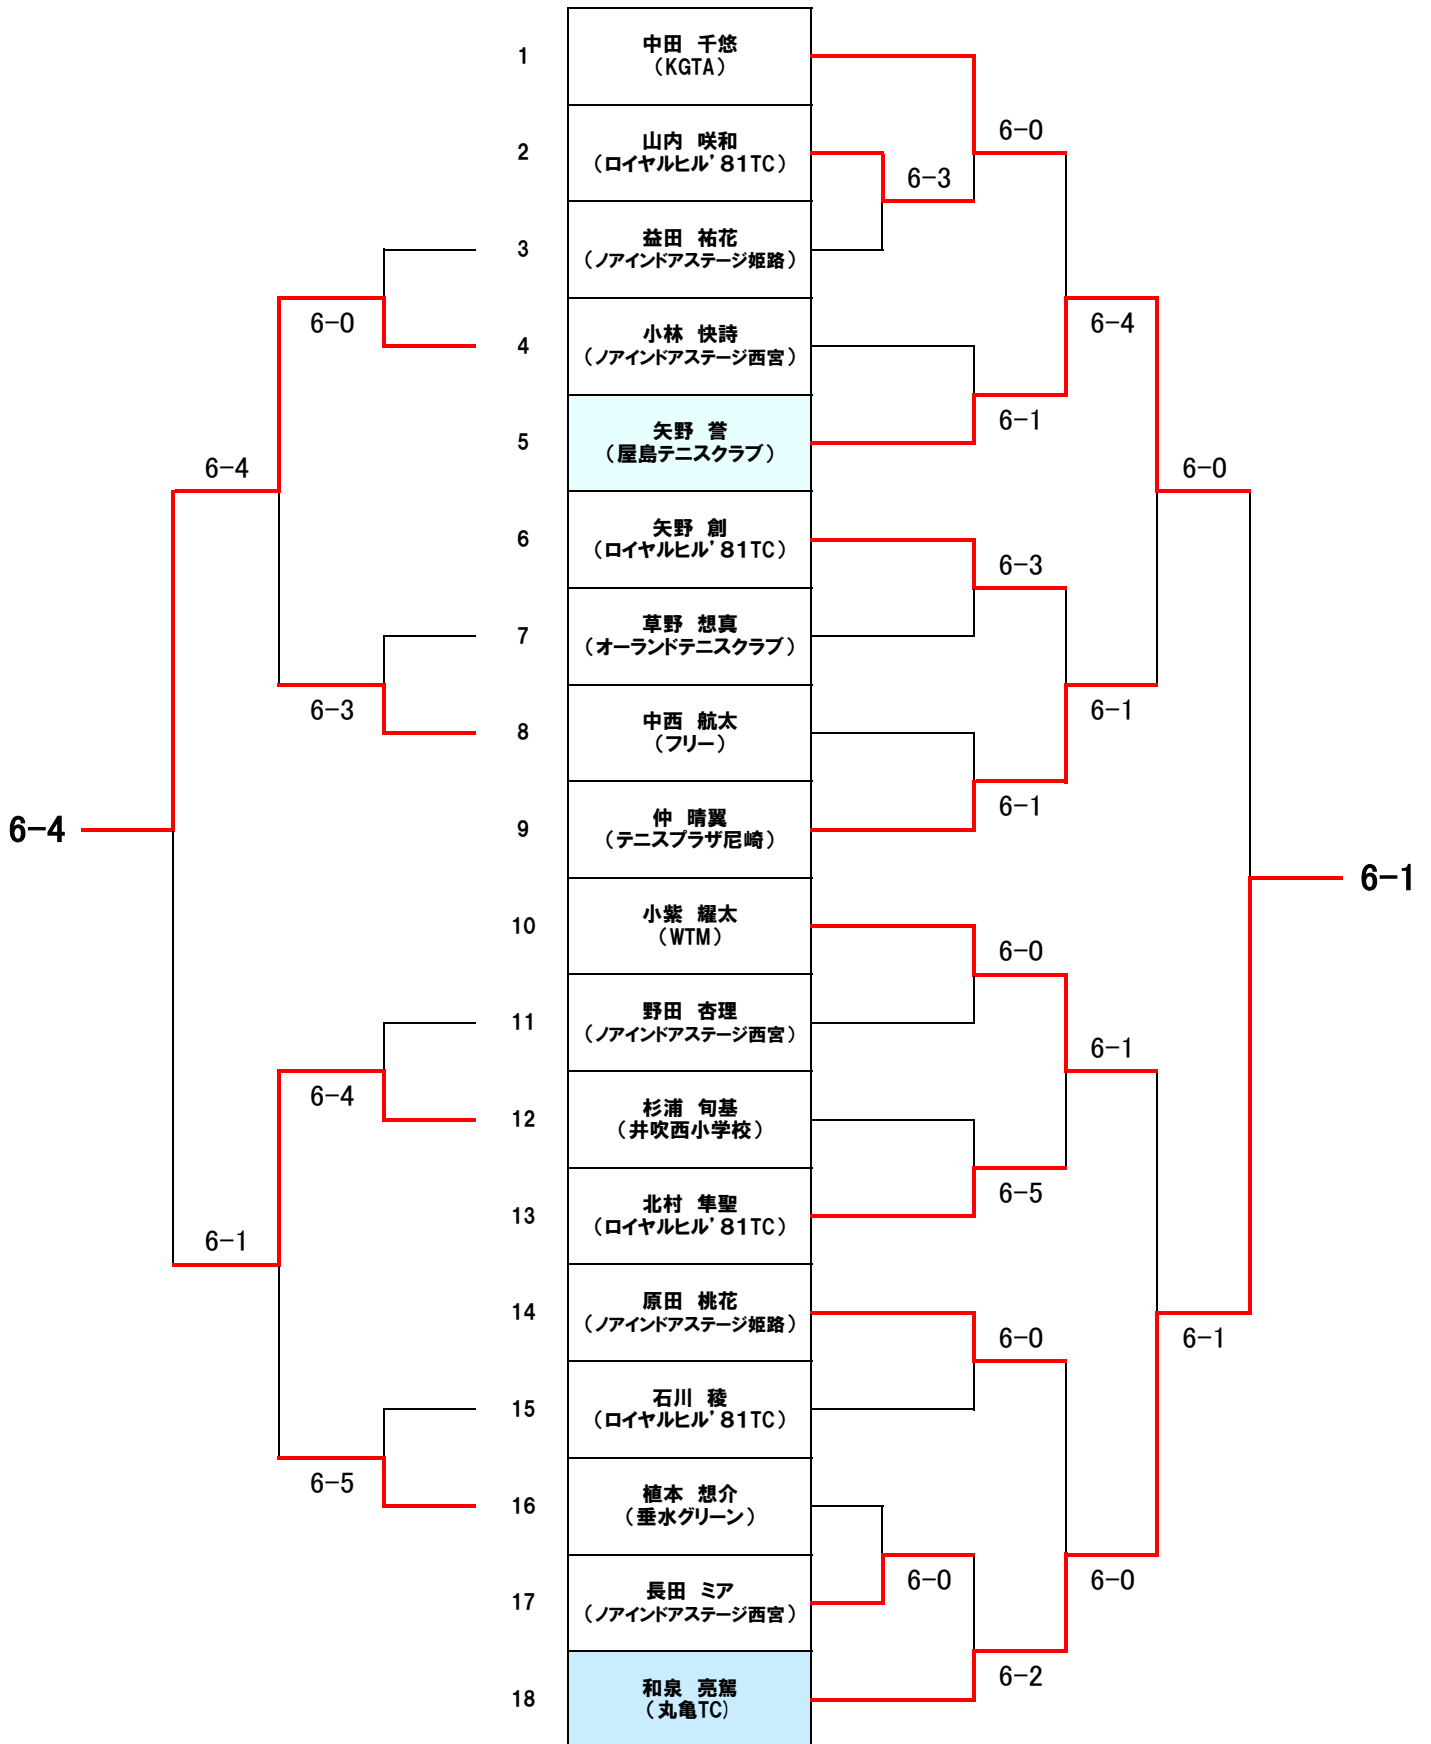 1
中田 千悠
（KGTA）
6-0
2
山内 咲和
（ロイヤルヒル’81TC）
6-3
3
益田 祐花
（ノアインドアステージ姫路）
6-0
4
小林 快詩
（ノアインドアステージ西宮）
6-4
6-1
5
矢野 誉
（屋島テニスクラブ）
6-4
6-0
6
矢野 創
（ロイヤルヒル’81TC）
6-3
7
草野 想真
（オーランドテニスクラブ）
6-3
8
中西 航太
（フリー）
6-1
6-1
6-4
9
仲 晴翼
（テニスプラザ尼崎）
6-1
10
小紫 耀太
（WTM）
6-0
11
野田 杏理
（ノアインドアステージ西宮）
6-1
6-4
12
杉浦 旬基
（井吹西小学校）
6-5
13
北村 隼聖
（ロイヤルヒル’81TC）
6-1
14
原田 桃花
（ノアインドアステージ姫路）
6-0
6-1
15
石川 稜
（ロイヤルヒル’81TC）
6-5
16
植本 想介
（垂水グリーン）
6-0
6-0
17
長田 ミア
（ノアインドアステージ西宮）
6-2
18
和泉 亮篤
（丸亀TC）